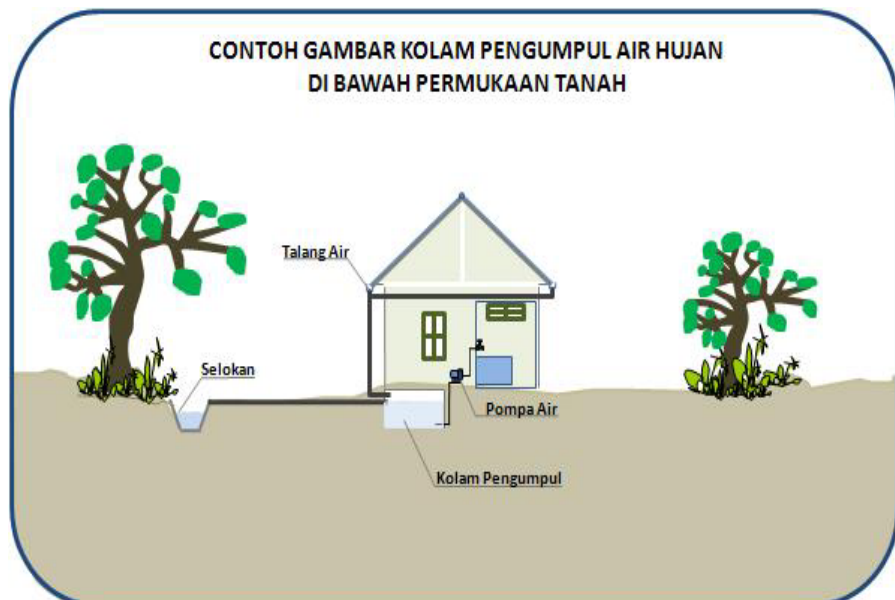 CONTOH GAMBAR KOLAM PENGUMPUL AIR HUJAN
DI BAWAH PERMUKAAN TANAH
Talang Air
Selokan
Pompa Air
Kolam Pengumpul